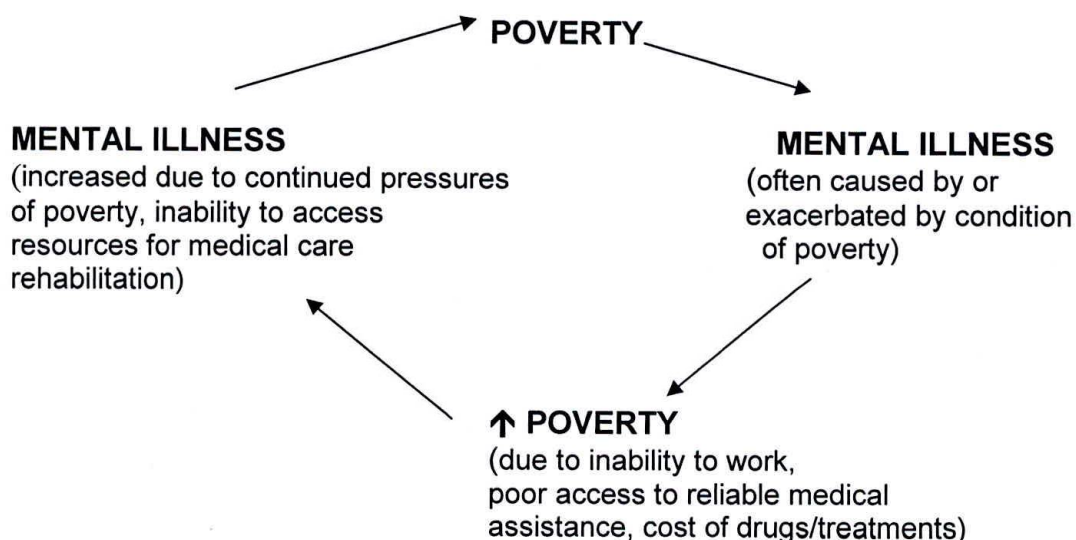 POVERTY
MENTAL ILLNESS
(increased due to continued pressures
of poverty, inability to access
resources for medical care
rehabilitation)
MENTAL ILLNESS
(often caused by or
exacerbated by condition
of poverty)
↑ POVERTY
(due to inability to work,
poor access to reliable medical
assistance, cost of drugs/treatments)